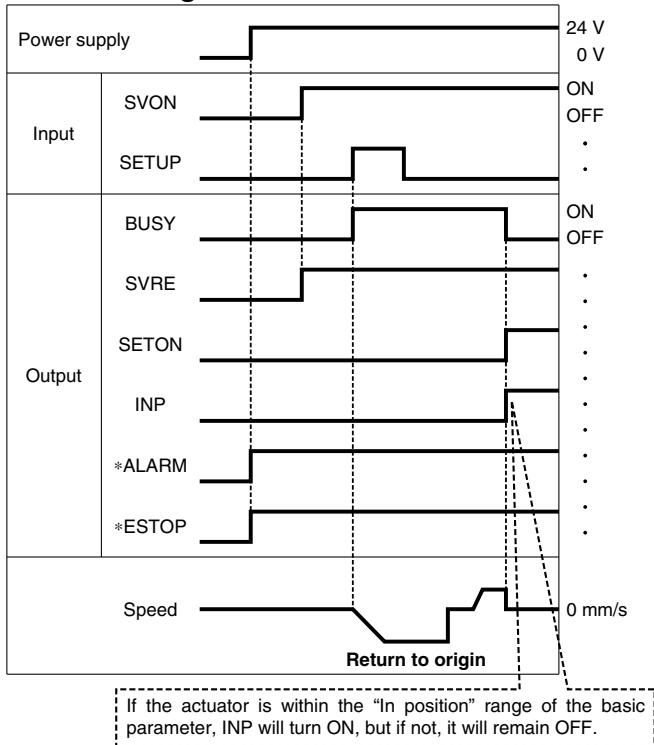 Power supply
24 V
0 V
Input
SVON
ON
OFF
SETUP
Output
BUSY
ON
OFF
SVRE
SETON
INP
*ALARM
*ESTOP
Speed
0 mm/s
Return to origin
If the actuator is within the “In position” range of the basic
parameter, INP will turn ON, but if not, it will remain OFF.